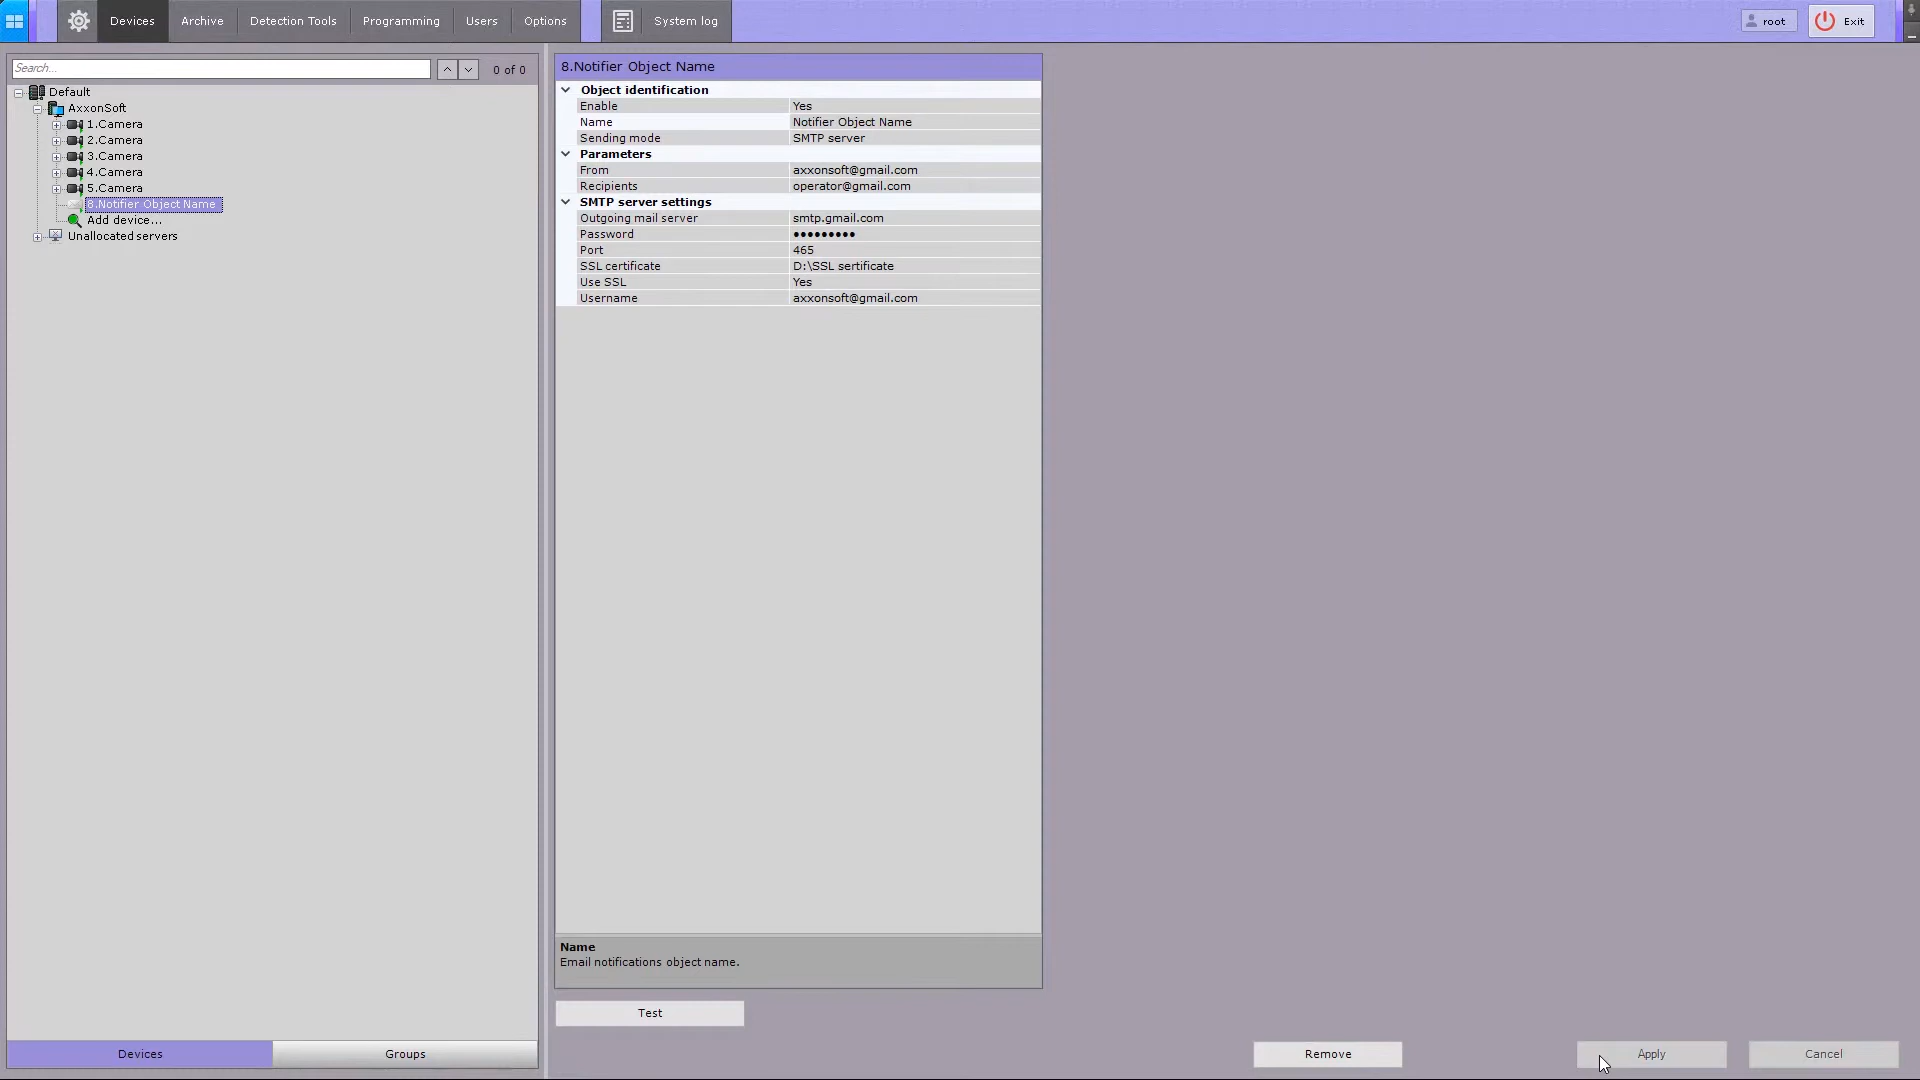 Devices Archive Detection Tools Programming Users Options System log root Exit
Search... 0 of 0
Default
AxxonSoft
1.Camera
2.Camera
3.Camera
4.Camera
5.Camera
8.Notifier Object Name
Add device...
Unallocated servers
Devices Groups
8.Notifier Object Name
Object identification
Enable Yes
Name Notifier Object Name
Sending mode SMTP server
Parameters
From axxonsoft@gmail.com
Recipients operator@gmail.com
SMTP server settings
Outgoing mail server smtp.gmail.com
Password •••••••••
Port 465
SSL certificate D:\SSL sertificate
Use SSL Yes
Username axxonsoft@gmail.com
Name
Email notifications object name.
Test
Remove Apply Cancel